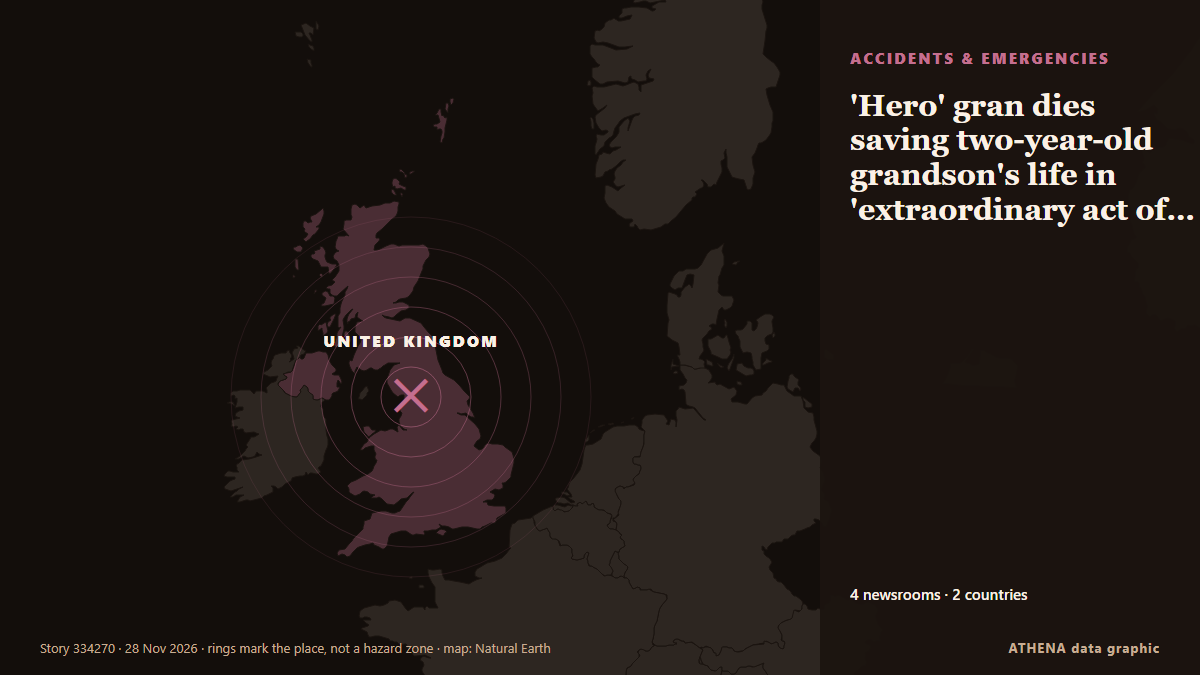 ACCIDENTS & EMERGENCIES
'Hero' gran dies
saving two-year-old
grandson's life in
'extraordinary act of...
UNITED KINGDOM
4 newsrooms · 2 countries
Story 334270 · 28 Nov 2026 · rings mark the place, not a hazard zone · map: Natural Earth
ATHENA data graphic